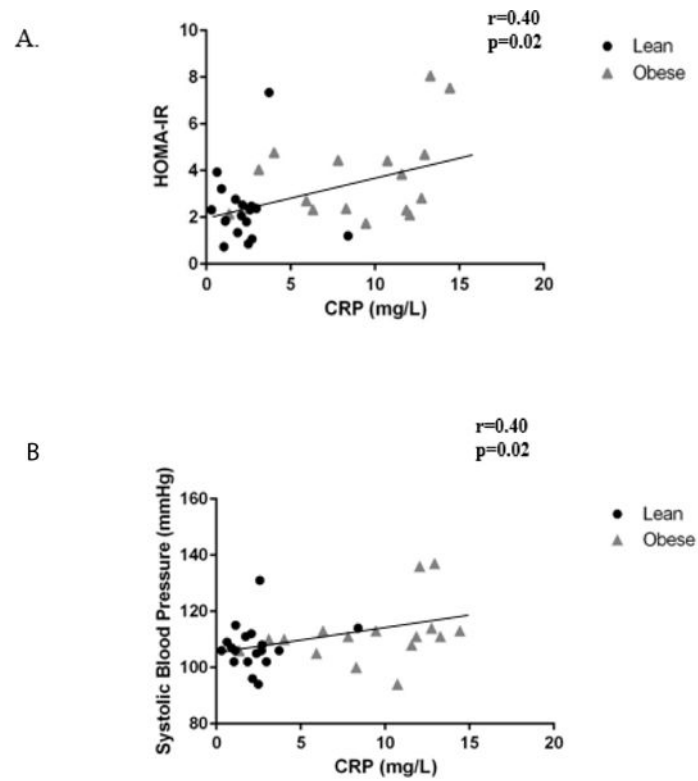 A.
r=0.40
p=0.02
Lean
Obese
HOMA-IR
10
8
6
4
2
0
0 5 10 15 20
CRP (mg/L)
B
r=0.40
p=0.02
Lean
Obese
Systolic Blood Pressure (mmHg)
160
140
120
100
80
0 5 10 15 20
CRP (mg/L)